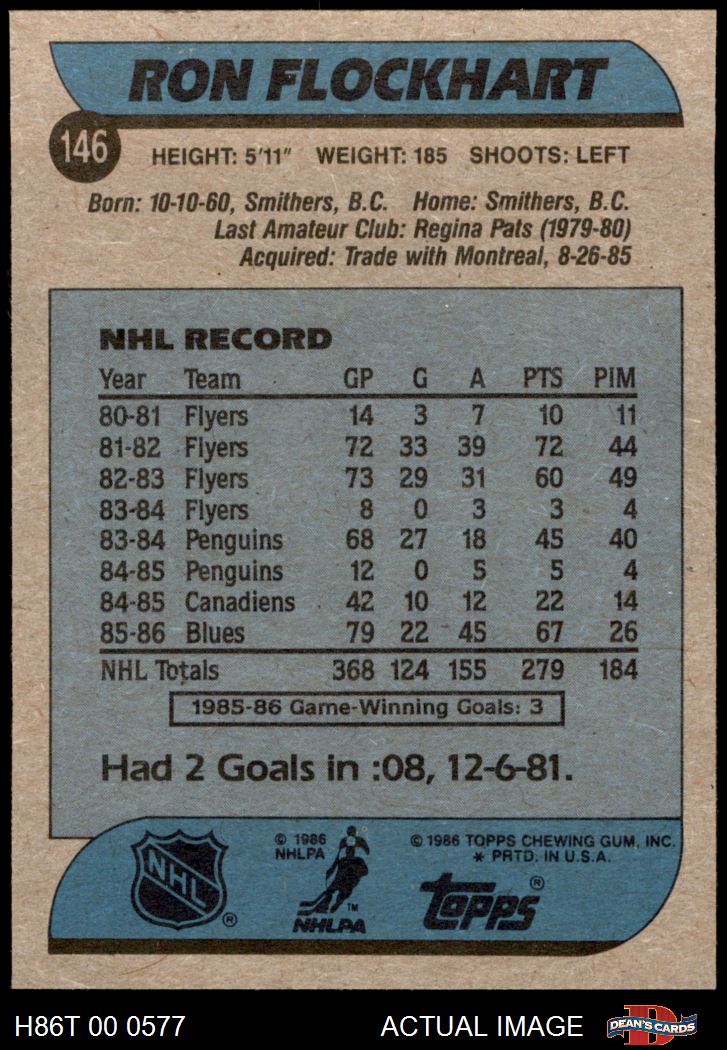 RON FLOCKHART
146
HEIGHT: 5'11" WEIGHT: 185 SHOOTS: LEFT
Born: 10-10-60, Smithers, B.C. Home: Smithers, B.C.
Last Amateur Club: Regina Pats (1979-80)
Acquired: Trade with Montreal, 8-26-85
NHL RECORD
Year Team GP G A PTS PIM
80-81 Flyers 14 3 7 10 11
81-82 Flyers 72 33 39 72 44
82-83 Flyers 73 29 31 60 49
83-84 Flyers 8 0 3 3 4
83-84 Penguins 68 27 18 45 40
84-85 Penguins 12 0 5 5 4
84-85 Canadiens 42 10 12 22 14
85-86 Blues 79 22 45 67 26
NHL Totals 368 124 155 279 184
1985-86 Game-Winning Goals: 3
Had 2 Goals in :08, 12-6-81.
NHL ®
© 1986
NHLPA
TM
NHLPA
© 1986 TOPPS CHEWING GUM, INC.
* PRTD. IN U.S.A.
topps ®
H86T 00 0577 ACTUAL IMAGE
D
DEAN'S CARDS